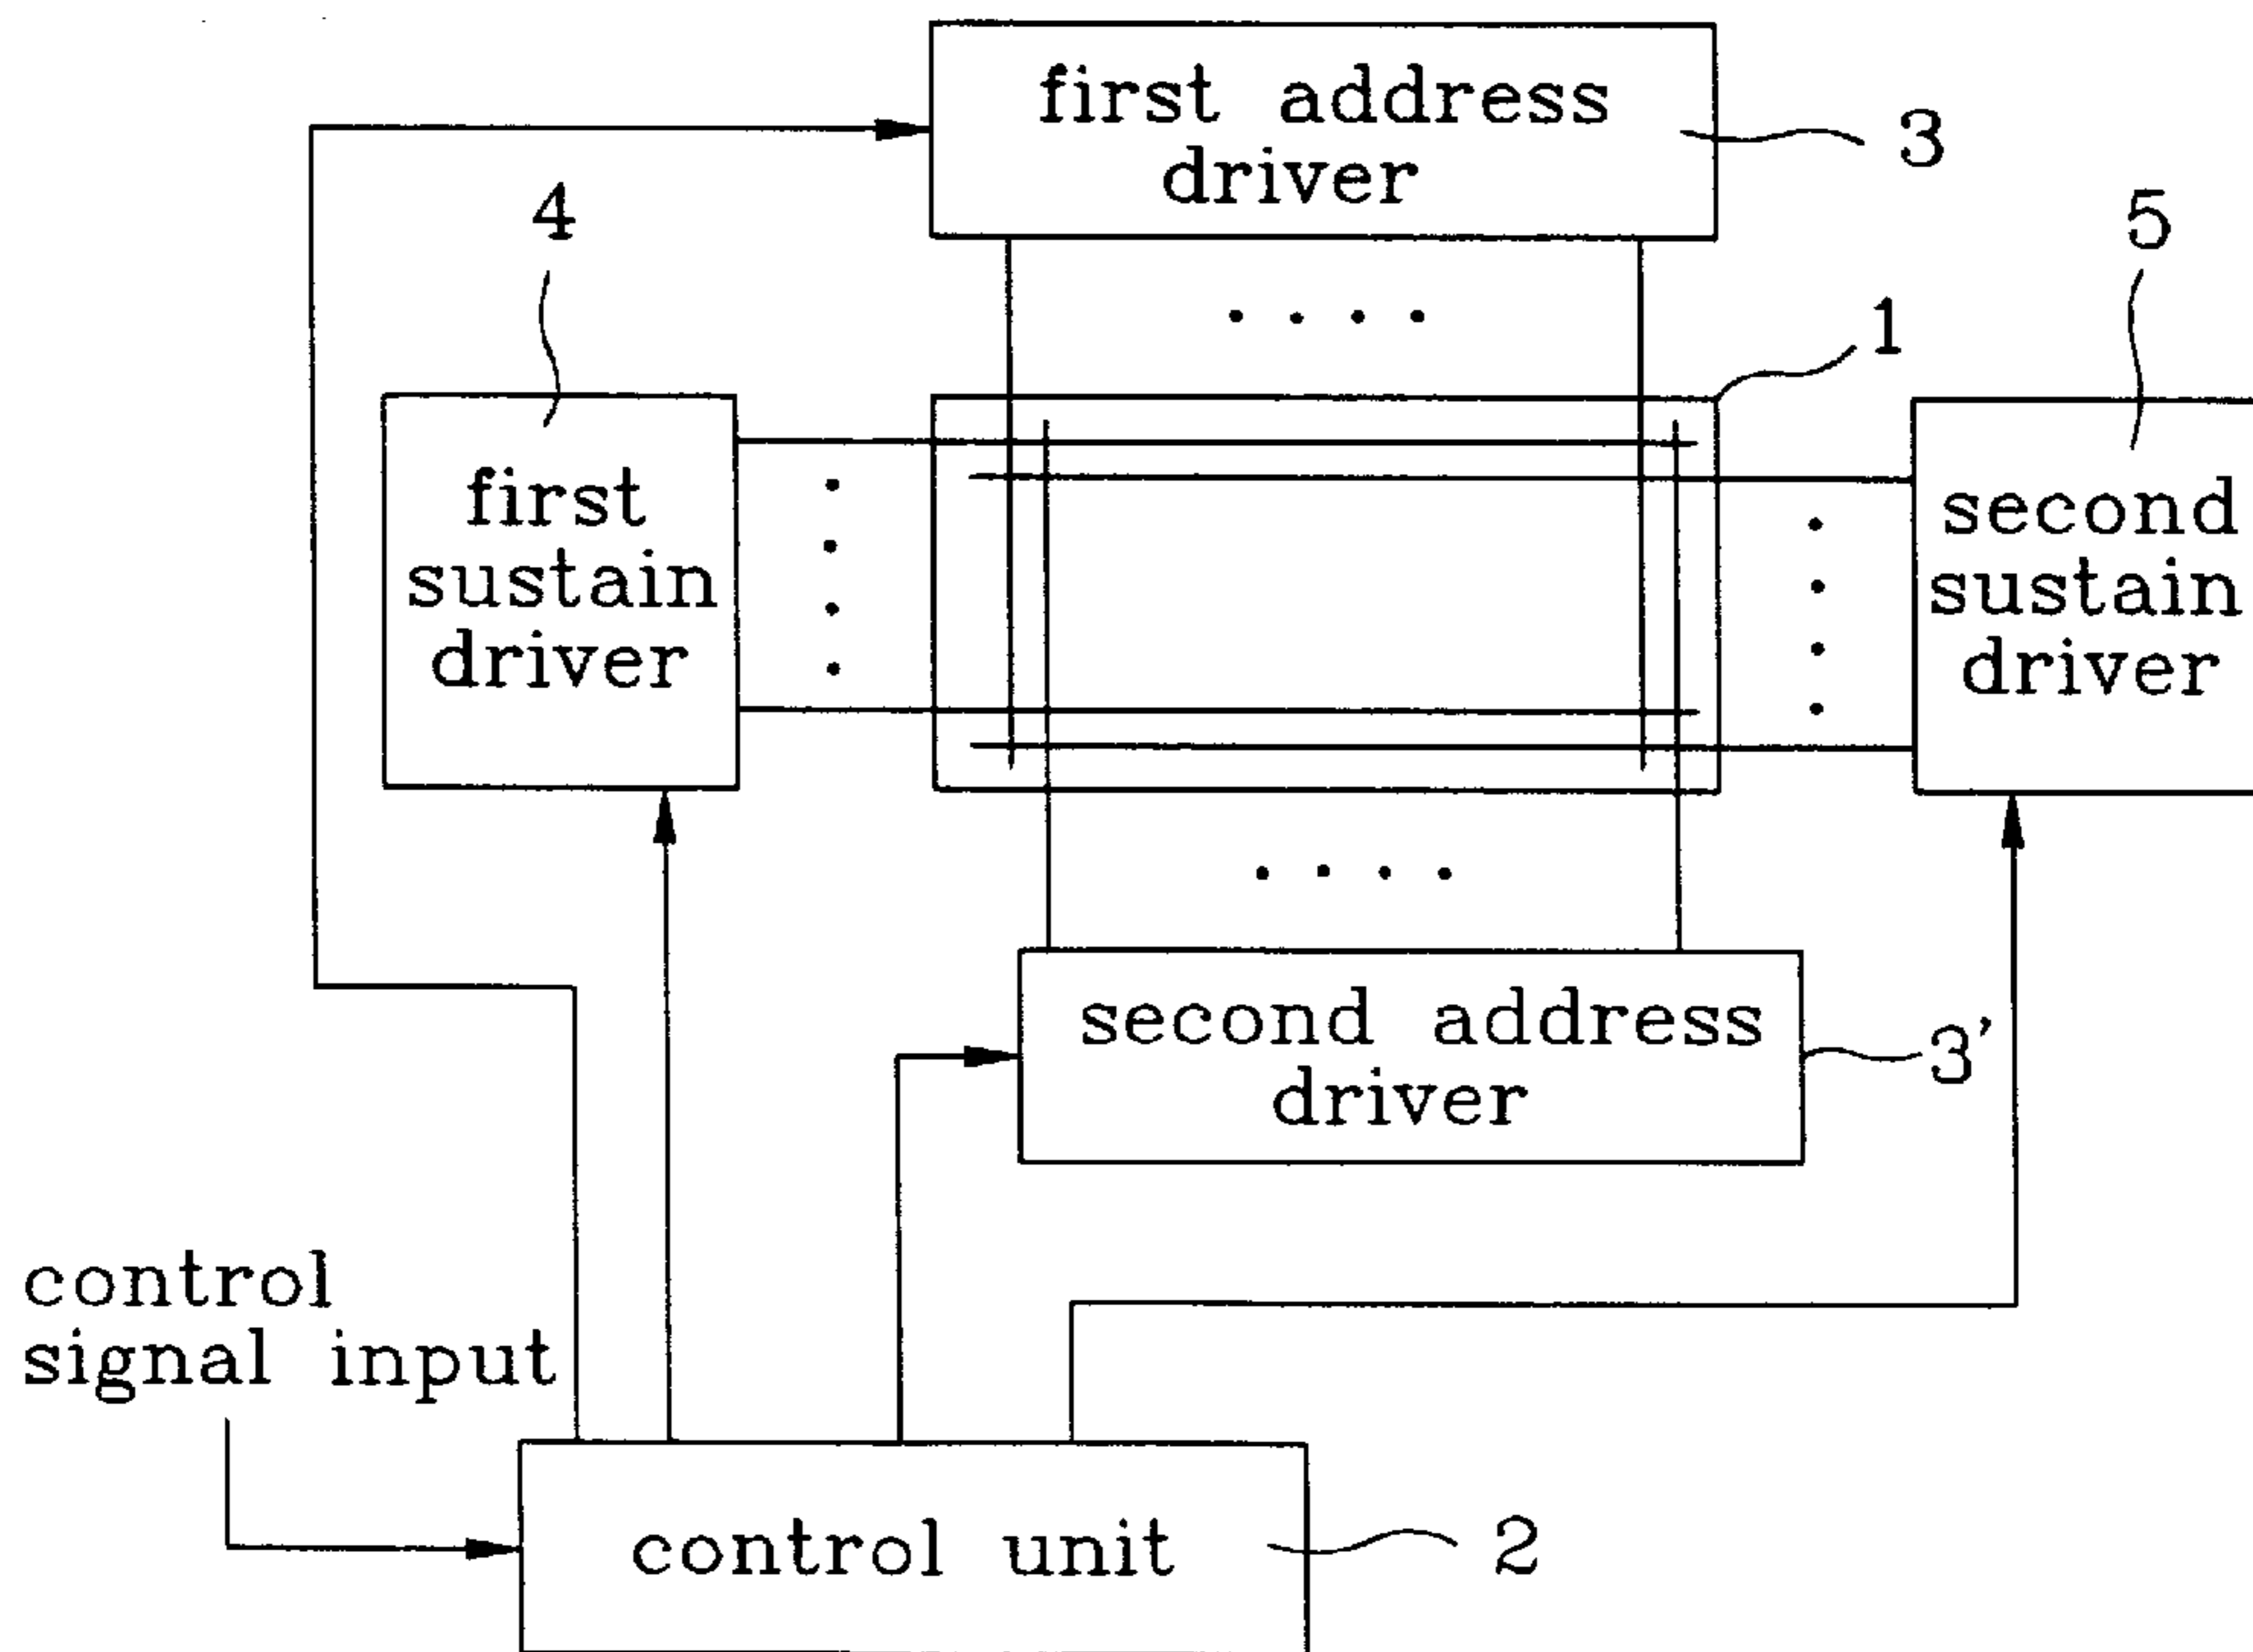 first address
driver
3
4
5
1
first
sustain
driver
second
sustain
driver
second address
driver
3'
control
signal input
control unit
2